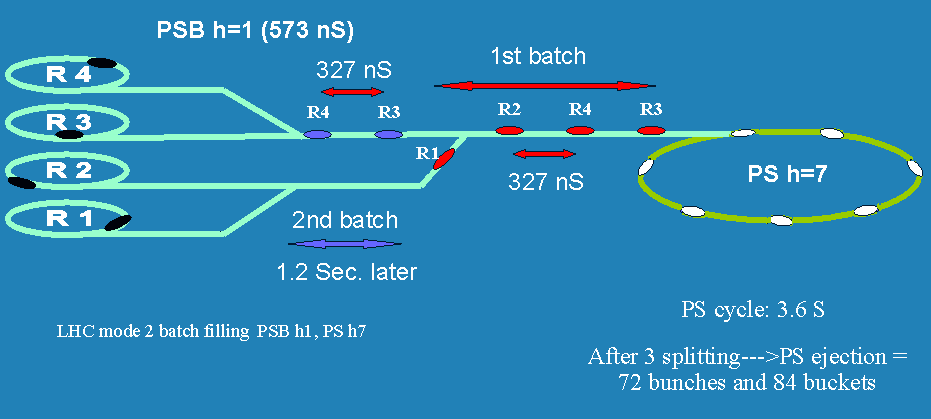 PSB h=1 (573 nS)
1st batch
327 nS
R 4
R4
R3
R2
R4
R3
R 3
R1
R 2
327 nS
PS h=7
R 1
2nd batch
1.2 Sec. later
PS cycle: 3.6 S
LHC mode 2 batch filling PSB h1, PS h7
After 3 splitting--->PS ejection =
72 bunches and 84 buckets